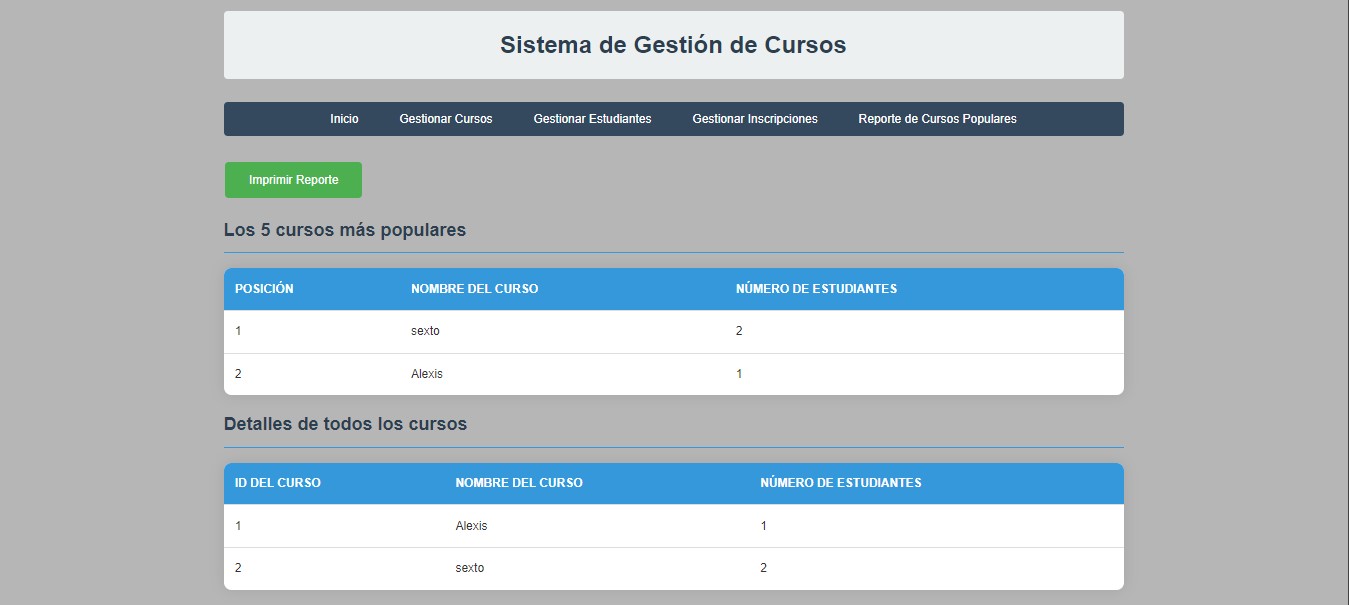 Sistema de Gestión de Cursos
Inicio Gestionar Cursos Gestionar Estudiantes Gestionar Inscripciones Reporte de Cursos Populares
Imprimir Reporte
Los 5 cursos más populares
POSICIÓN NOMBRE DEL CURSO NÚMERO DE ESTUDIANTES
1 sexto 2
2 Alexis 1
Detalles de todos los cursos
ID DEL CURSO NOMBRE DEL CURSO NÚMERO DE ESTUDIANTES
1 Alexis 1
2 sexto 2